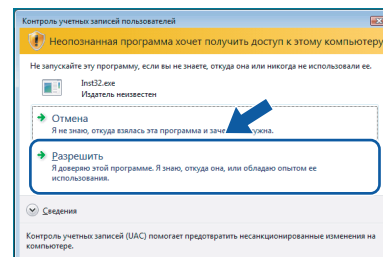 Контроль учетных записей пользователей
Неопознанная программа хочет получить доступ к этому компьютеру
Не запускайте эту программу, если вы не знаете, откуда она или никогда не использовали ее.
Inst32.exe
Издатель неизвестен
Отмена
Я не знаю, откуда взялась эта программа и заче нужна.
Разрешить
Я доверяю этой программе. Я знаю, откуда она, или обладаю опытом ее
использования.
Сведения
Контроль учетных записей (UAC) помогает предотвратить несанкционированные изменения на
компьютере.